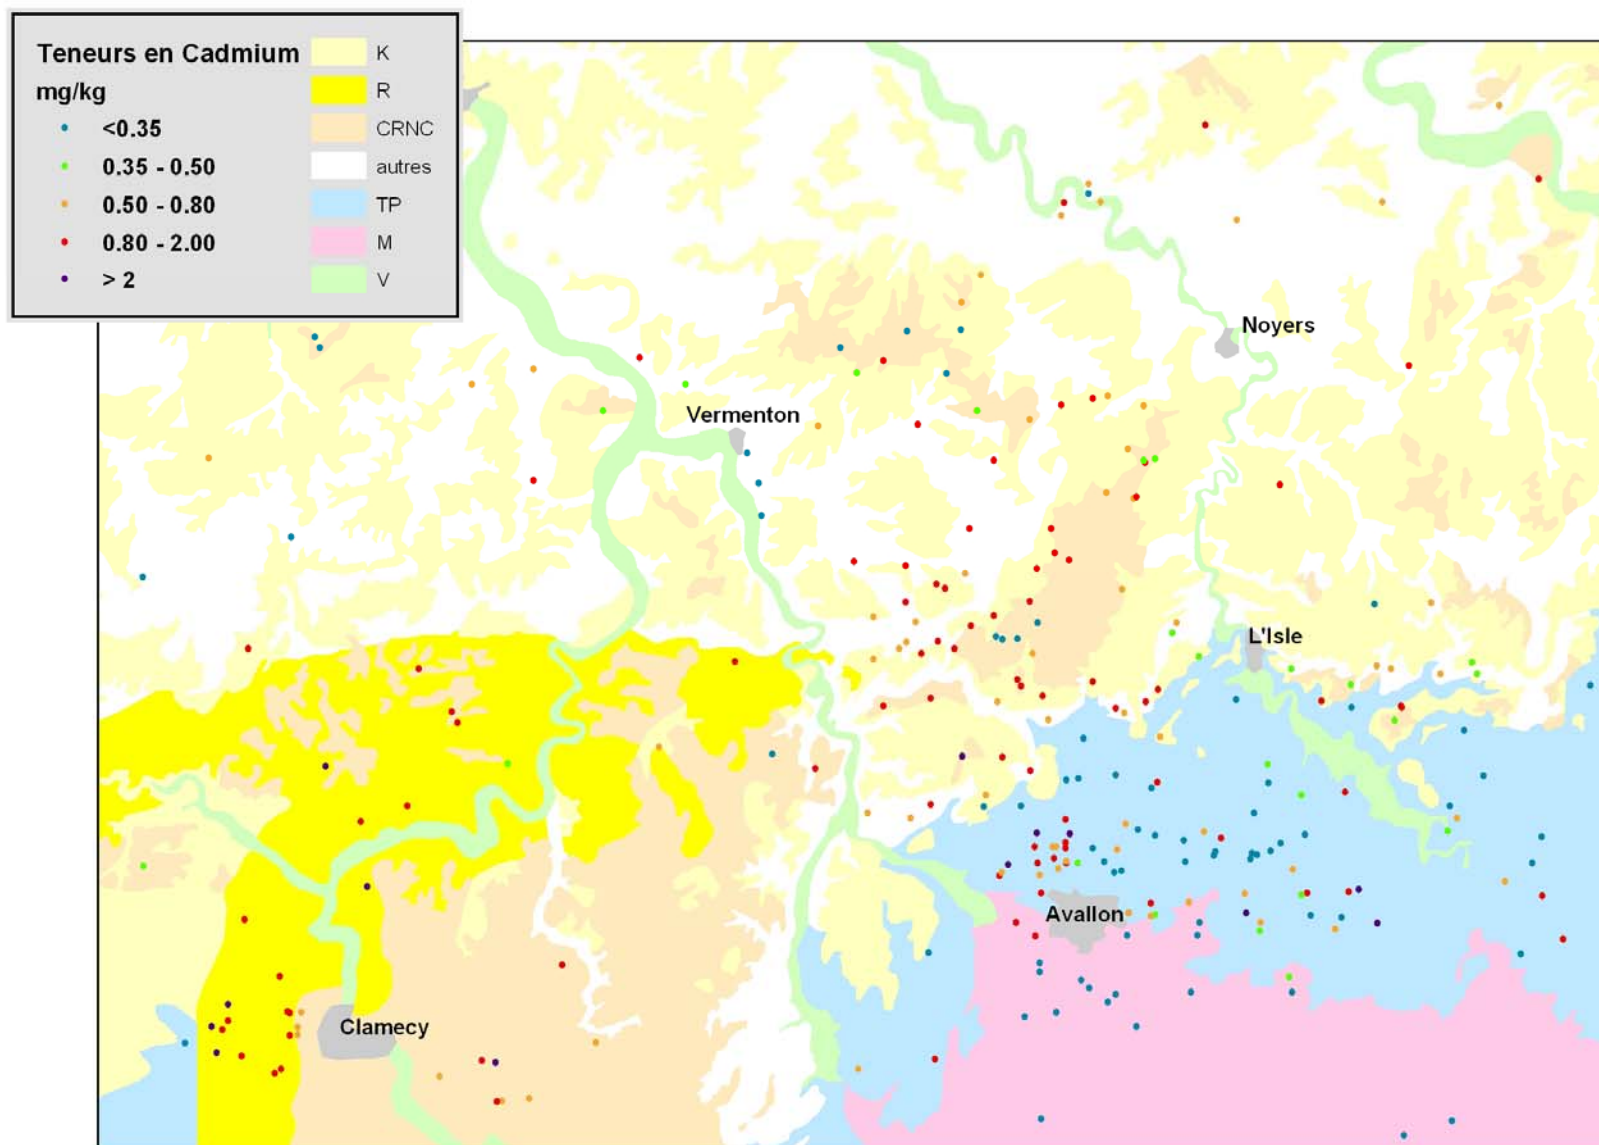 Teneurs en Cadmium
mg/kg
<0.35
0.35 - 0.50
0.50 - 0.80
0.80 - 2.00
> 2
K
R
CRNC
autres
TP
M
V
Noyers
Vermenton
L'Isle
Avallon
Clamecy